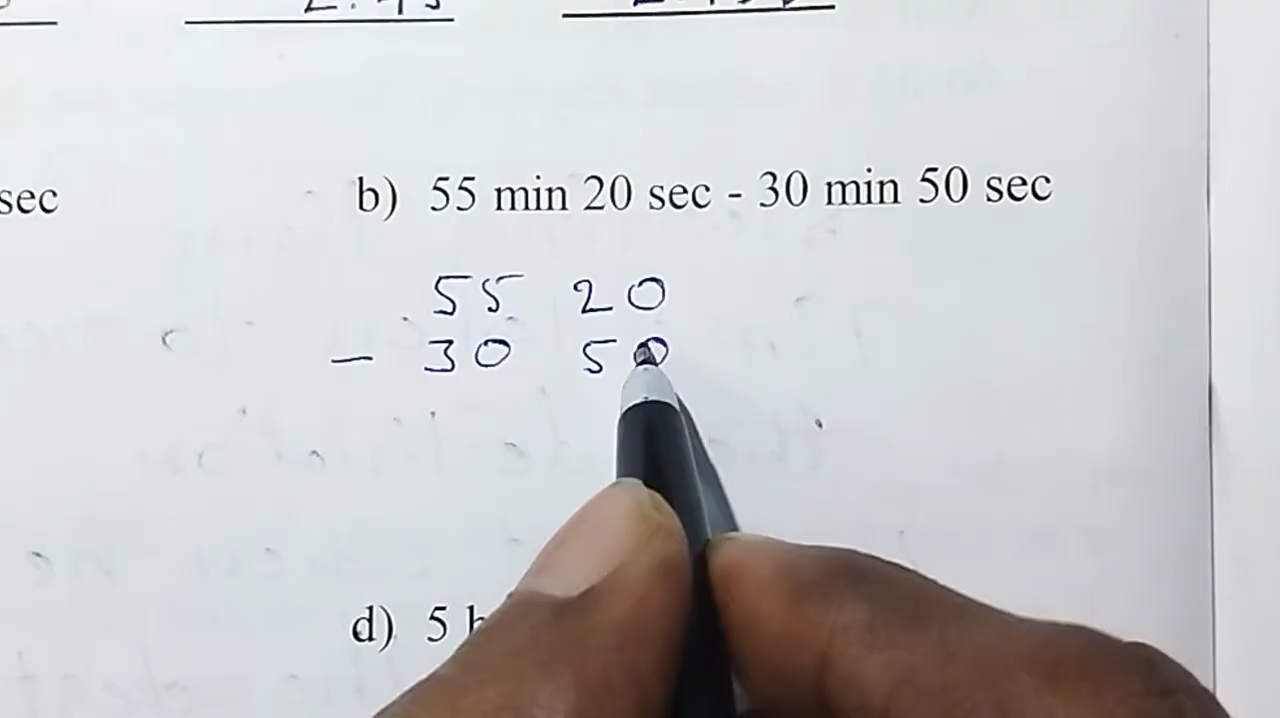 sec
b) 55 min 20 sec - 30 min 50 sec
55 20
- 30 50
d) 5